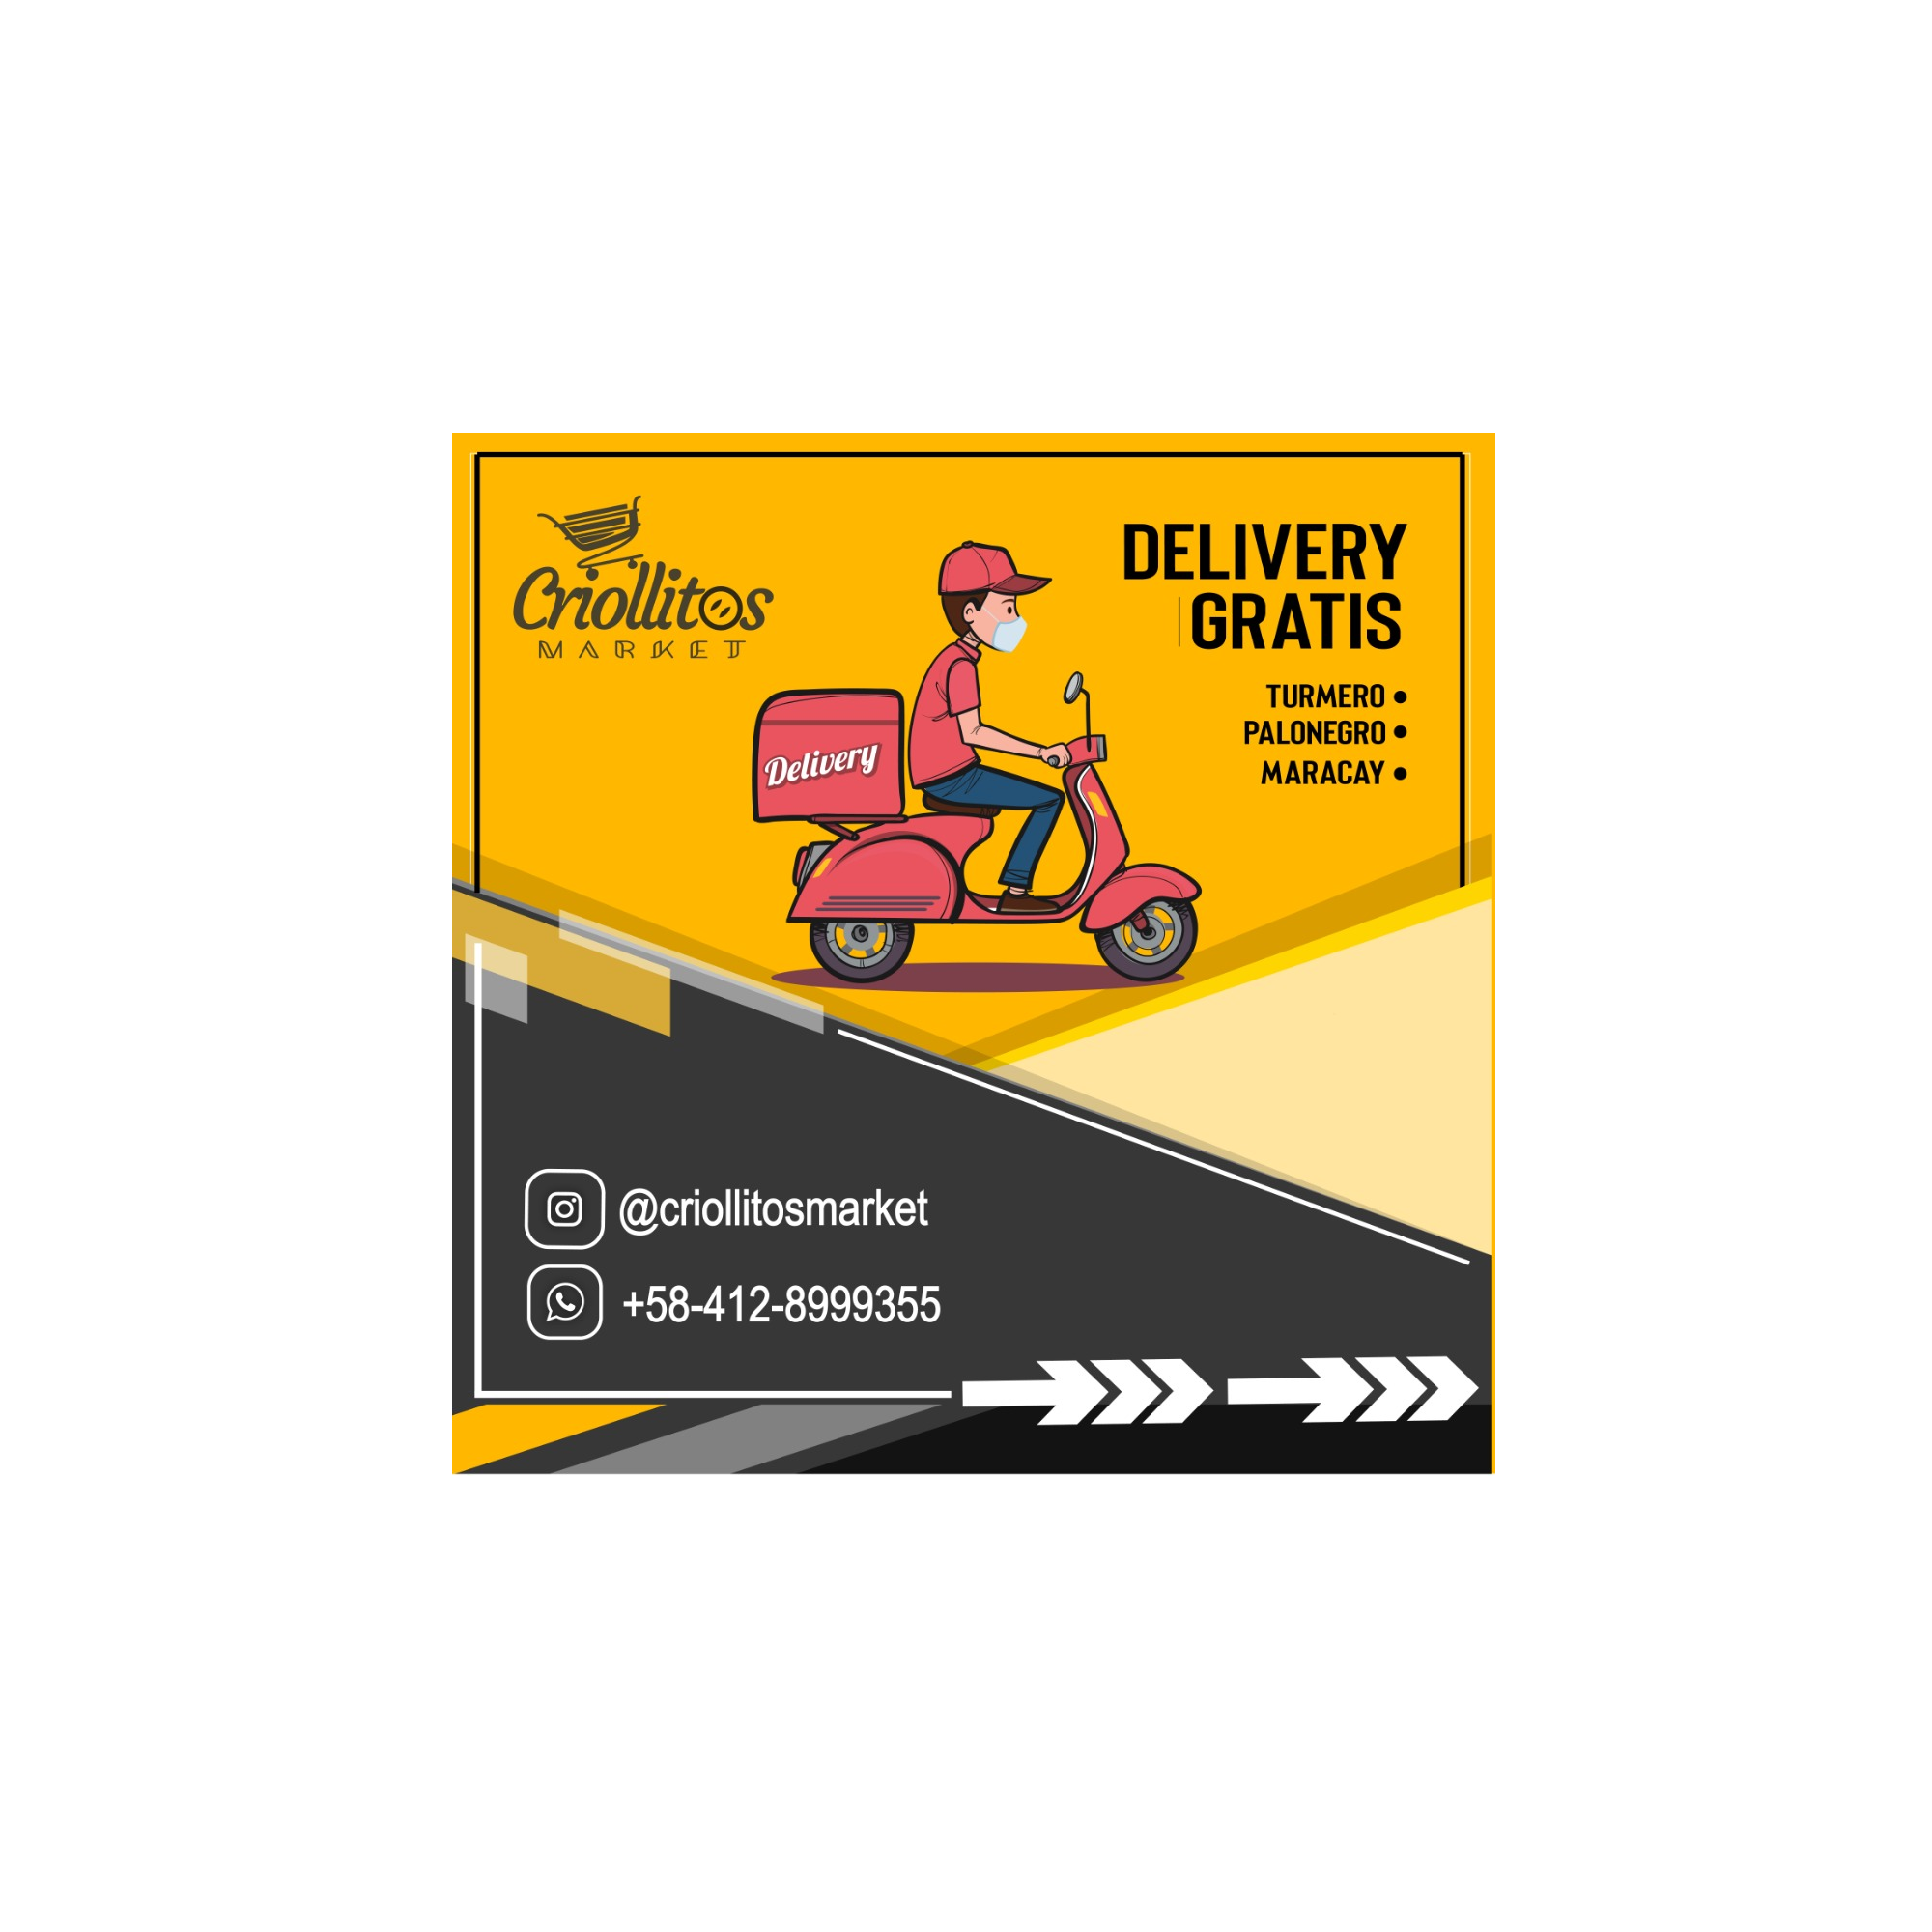 Criollitos
MARKET
DELIVERY
GRATIS
TURMERO •
PALONEGRO •
MARACAY •
Delivery
@criollitosmarket
+58-412-8999355